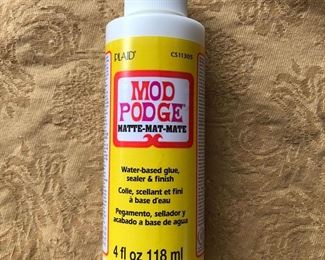 PLAID® CS11305
MOD
PODGE®
MATTE-MAT-MATE
Water-based glue,
sealer & finish
Colle, scellant et fini
à base d'eau
Pegamento, sellador y
acabado a base de agua
4 fl oz 118 ml